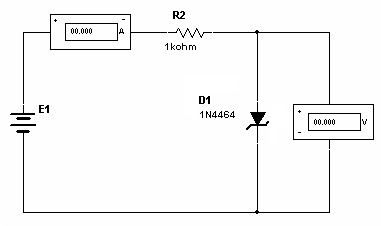 R2
+ -
00.000 A
1kohm
E1
D1
1N4464
+
00.000 V
-